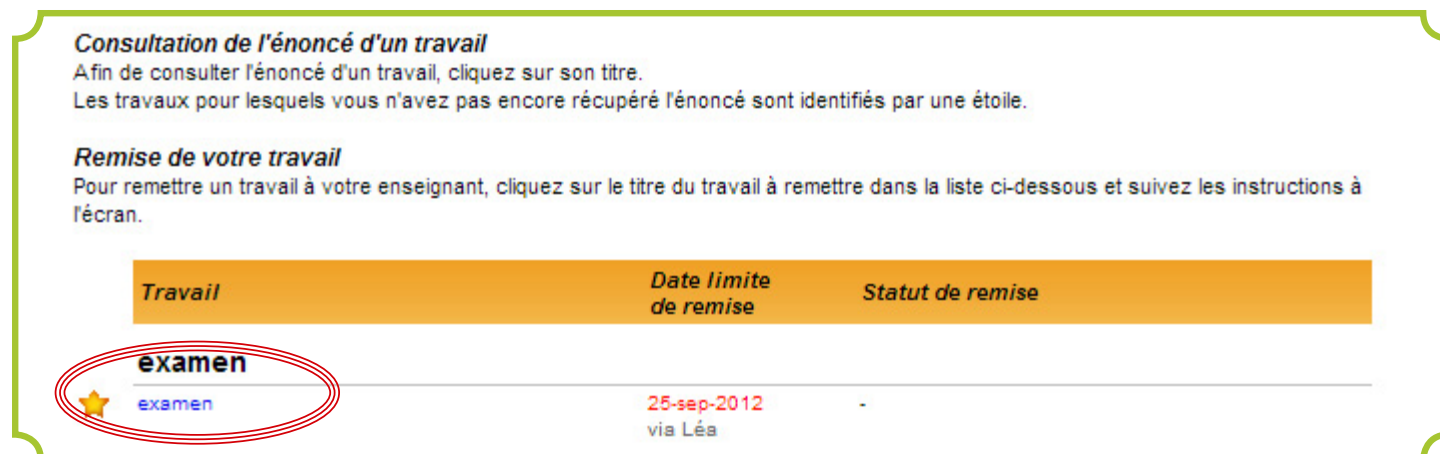 Consultation de l'énoncé d'un travail
Afin de consulter l'énoncé d'un travail, cliquez sur son titre.
Les travaux pour lesquels vous n'avez pas encore récupéré l'énoncé sont identifiés par une étoile.
Remise de votre travail
Pour remettre un travail à votre enseignant, cliquez sur le titre du travail à remettre dans la liste ci-dessous et suivez les instructions à
l'écran.
Travail Date limite de remise Statut de remise
examen
examen 25-sep-2012 -
via Léa